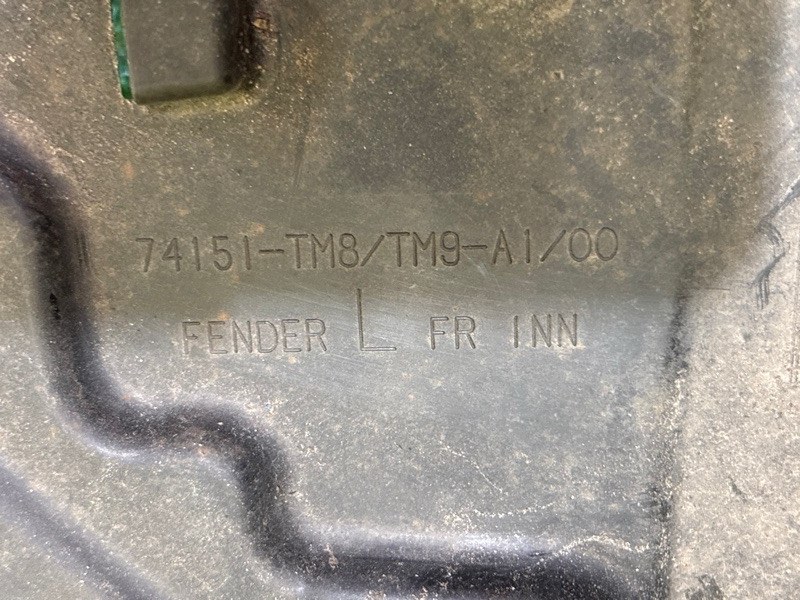 74151-TM8/TM9-A1/00
FENDER L FR INN